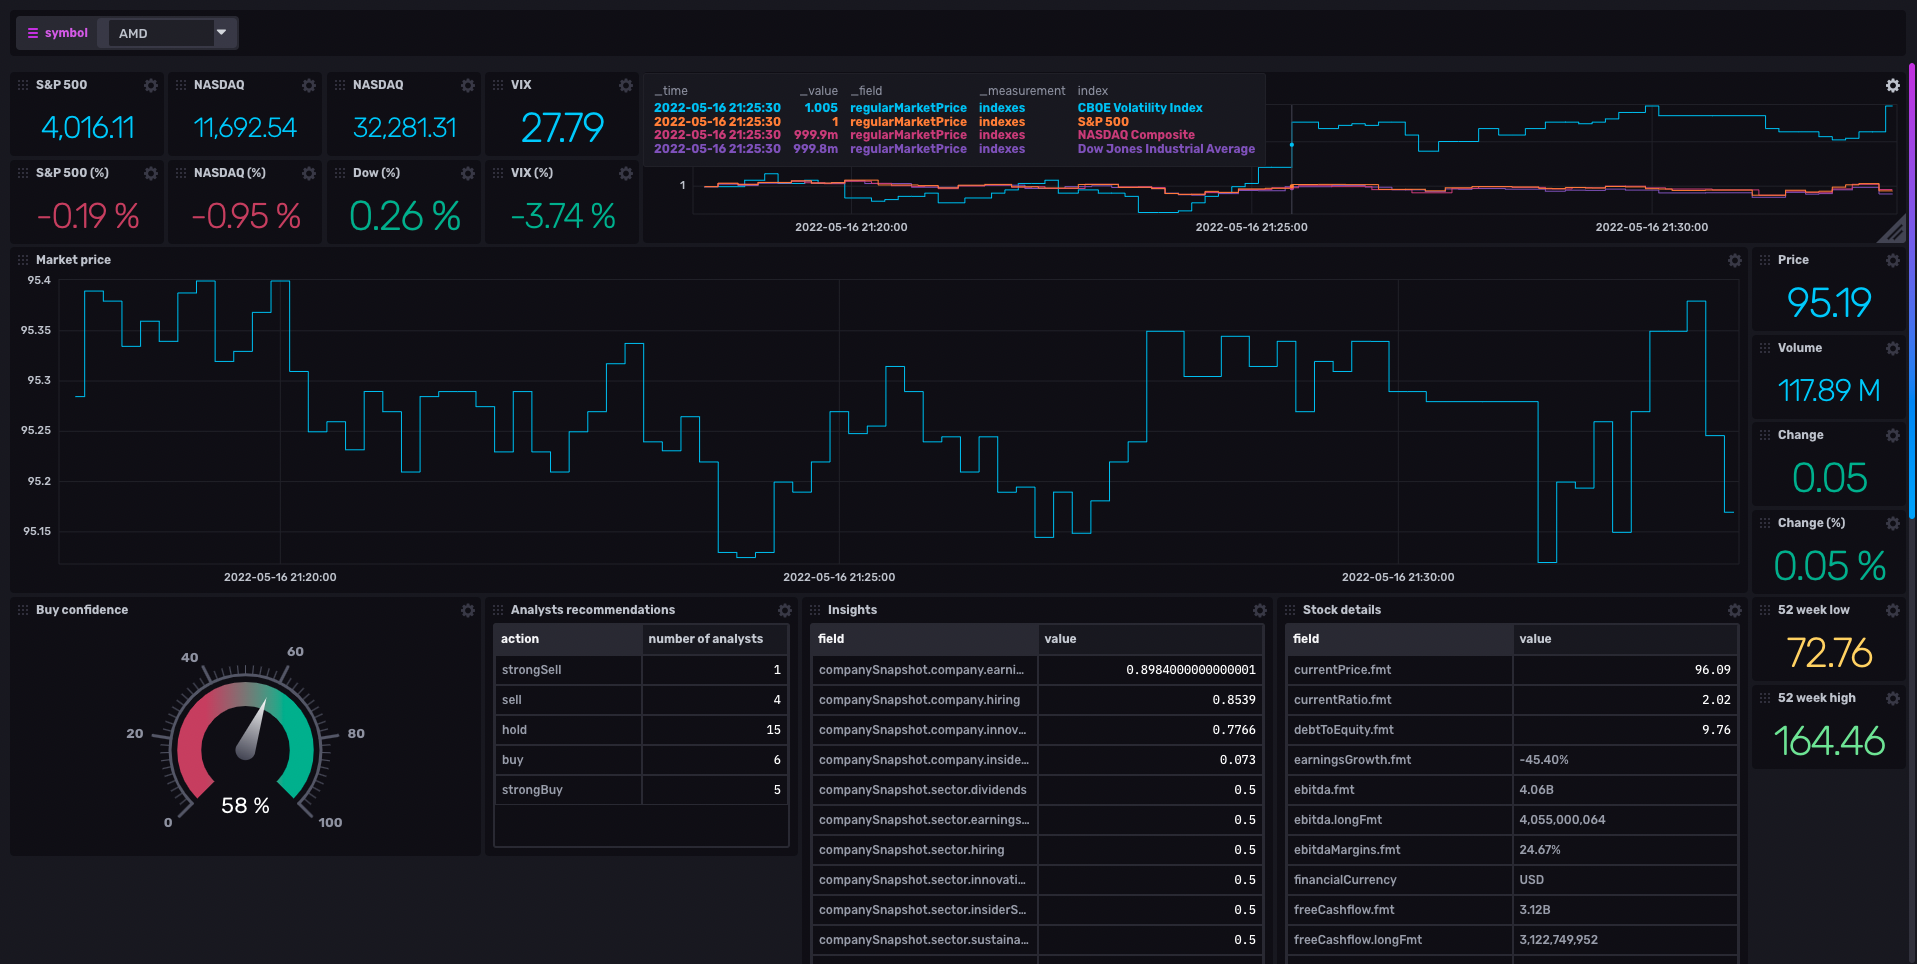 symbol AMD
S&P 500 NASDAQ NASDAQ VIX
4,016.11 11,692.54 32,281.31 27.79
_time _value _field _measurement index
2022-05-16 21:25:30 1.005 regularMarketPrice indexes CBOE Volatility Index
2022-05-16 21:25:30 1 regularMarketPrice indexes S&P 500
2022-05-16 21:25:30 999.9m regularMarketPrice indexes NASDAQ Composite
2022-05-16 21:25:30 999.8m regularMarketPrice indexes Dow Jones Industrial Average
S&P 500 (%) NASDAQ (%) Dow (%) VIX (%)
-0.19 % -0.95 % 0.26 % -3.74 %
1
2022-05-16 21:20:00 2022-05-16 21:25:00 2022-05-16 21:30:00
Market price
95.4
95.35
95.3
95.25
95.2
95.15
2022-05-16 21:20:00 2022-05-16 21:25:00 2022-05-16 21:30:00
Price
95.19
Volume
117.89 M
Change
0.05
Change (%)
0.05 %
52 week low
72.76
52 week high
164.46
Buy confidence
0
20
40
60
80
100
58 %
Analysts recommendations
action number of analysts
strongSell 1
sell 4
hold 15
buy 6
strongBuy 5
Insights
field value
companySnapshot.company.earni... 0.8984000000000001
companySnapshot.company.hiring 0.8539
companySnapshot.company.innov... 0.7766
companySnapshot.company.inside... 0.073
companySnapshot.sector.dividends 0.5
companySnapshot.sector.earnings... 0.5
companySnapshot.sector.hiring 0.5
companySnapshot.sector.innovati... 0.5
companySnapshot.sector.insiderS... 0.5
companySnapshot.sector.sustaina... 0.5
Stock details
field value
currentPrice.fmt 96.09
currentRatio.fmt 2.02
debtToEquity.fmt 9.76
earningsGrowth.fmt -45.40%
ebitda.fmt 4.06B
ebitda.longFmt 4,055,000,064
ebitdaMargins.fmt 24.67%
financialCurrency USD
freeCashflow.fmt 3.12B
freeCashflow.longFmt 3,122,749,952